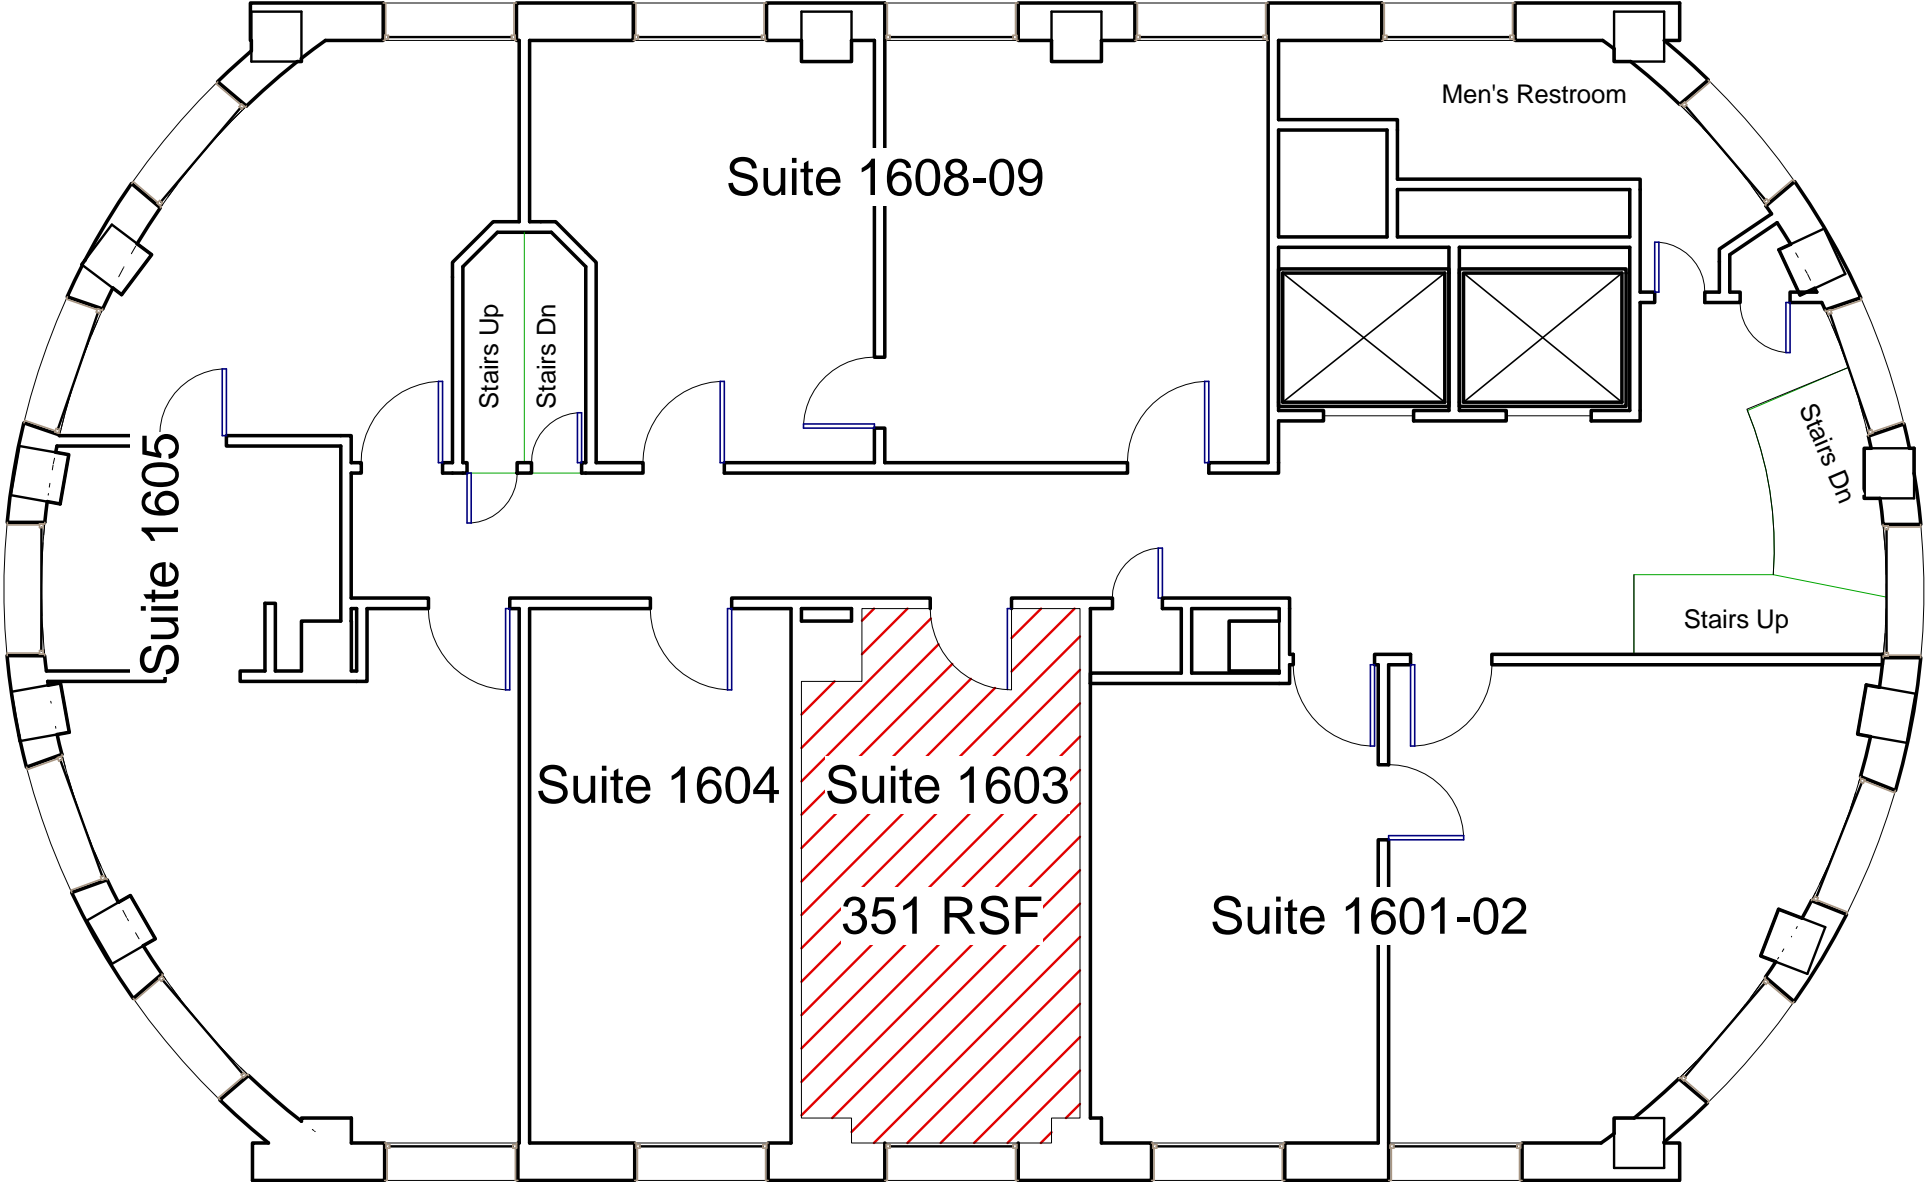 Men's Restroom
Suite 1608-09
Stairs Up
Stairs Dn
Stairs Dn
Suite 1605
Stairs Up
Suite 1604
Suite 1603
351 RSF
Suite 1601-02